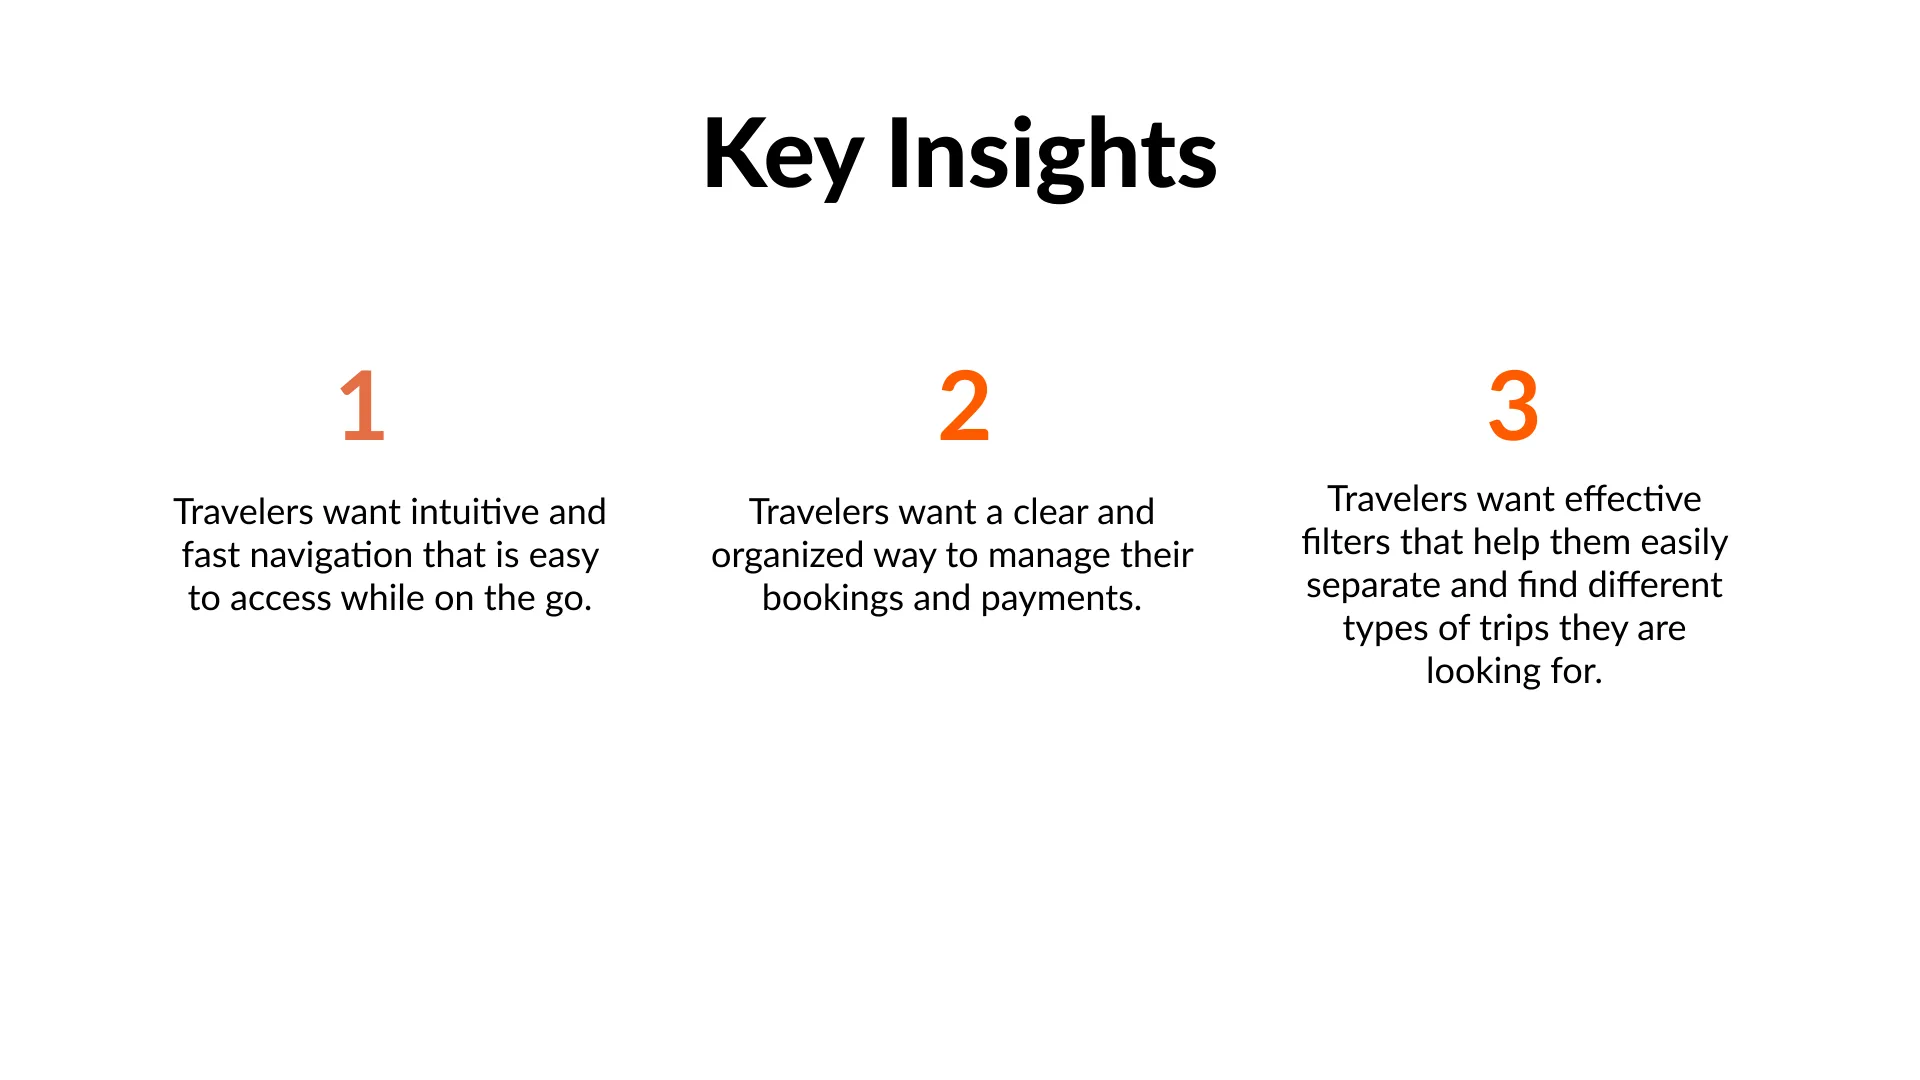 Key Insights
1
Travelers want intuitive and
fast navigation that is easy
to access while on the go.
2
Travelers want a clear and
organized way to manage their
bookings and payments.
3
Travelers want effective
filters that help them easily
separate and find different
types of trips they are
looking for.